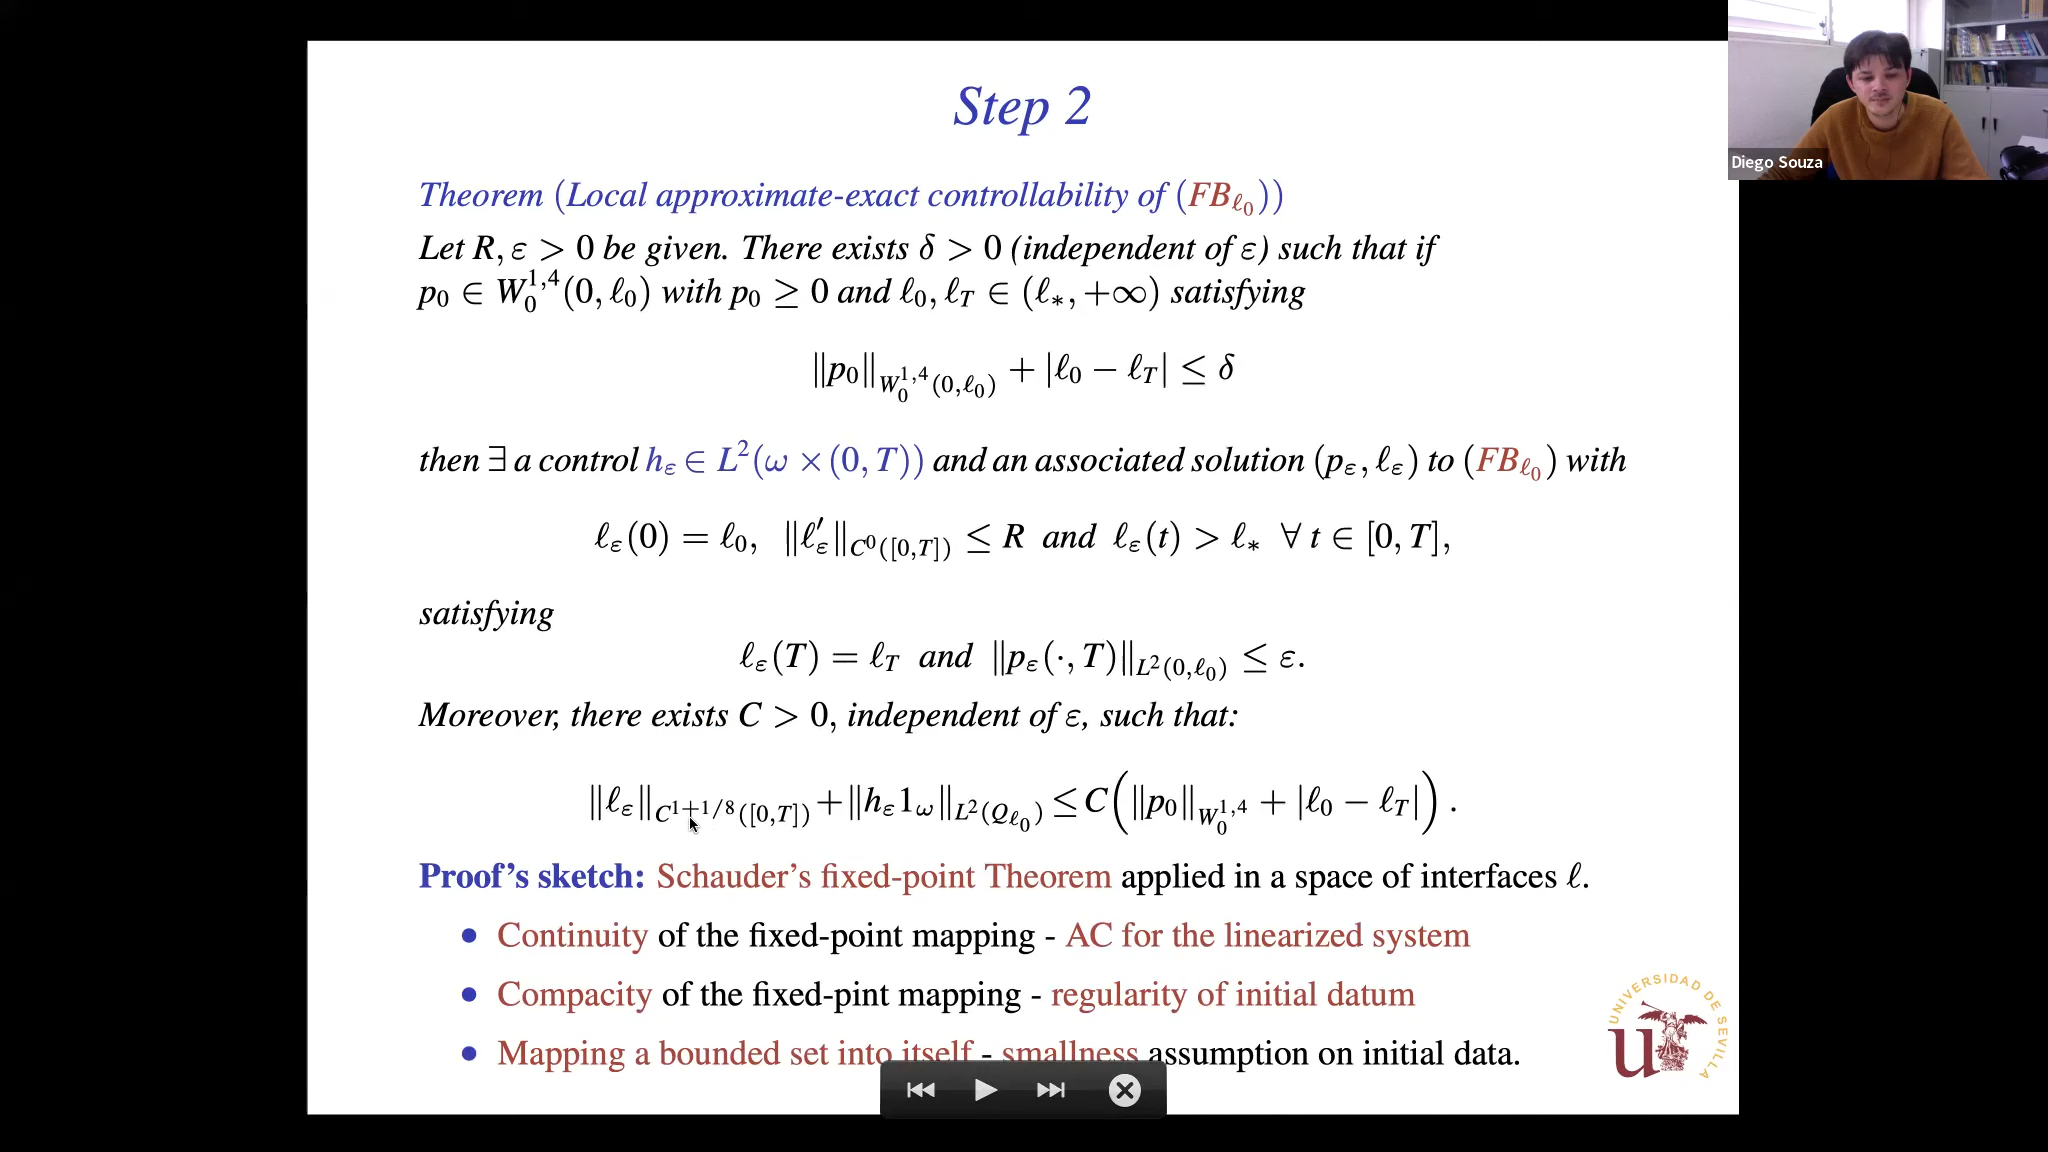 Step 2
Diego Souza
Theorem (Local approximate-exact controllability of (FB_{ℓ_0}))
Let R, ε > 0 be given. There exists δ > 0 (independent of ε) such that if
p_0 ∈ W_0^{1,4}(0, ℓ_0) with p_0 ≥ 0 and ℓ_0, ℓ_T ∈ (ℓ_*, +∞) satisfying
‖p_0‖_{W_0^{1,4}(0,ℓ_0)} + |ℓ_0 − ℓ_T| ≤ δ
then ∃ a control h_ε ∈ L^2(ω × (0, T)) and an associated solution (p_ε, ℓ_ε) to (FB_{ℓ_0}) with
ℓ_ε(0) = ℓ_0, ‖ℓ′_ε‖_{C^0([0,T])} ≤ R and ℓ_ε(t) > ℓ_* ∀ t ∈ [0, T],
satisfying
ℓ_ε(T) = ℓ_T and ‖p_ε(·, T)‖_{L^2(0,ℓ_0)} ≤ ε.
Moreover, there exists C > 0, independent of ε, such that:
‖ℓ_ε‖_{C^{1+1/8}([0,T])} + ‖h_ε 1_ω‖_{L^2(Q_{ℓ_0})} ≤ C(‖p_0‖_{W_0^{1,4}} + |ℓ_0 − ℓ_T|) .
Proof's sketch: Schauder's fixed-point Theorem applied in a space of interfaces ℓ.
• Continuity of the fixed-point mapping - AC for the linearized system
• Compacity of the fixed-pint mapping - regularity of initial datum
• Mapping a bounded set into itself - smallness assumption on initial data.
UNIVERSIDAD DE SEVILLA